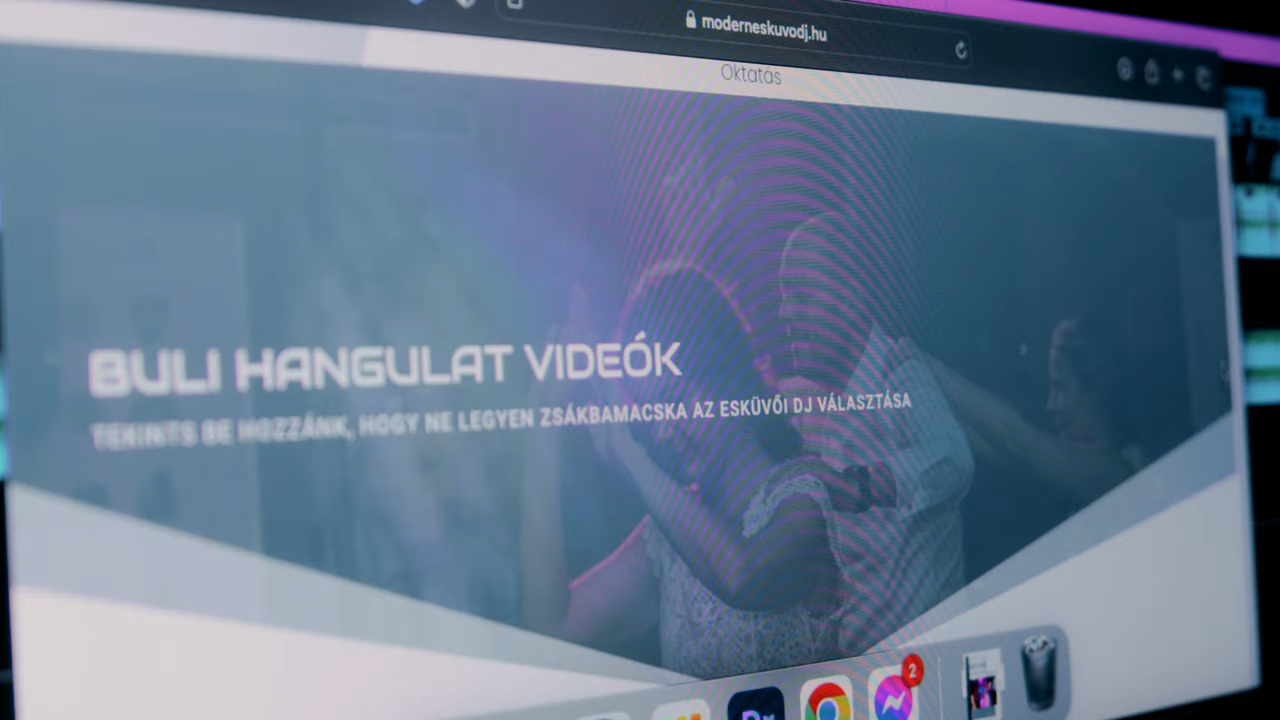 moderneskuvodj.hu
Oktatás
BULI HANGULAT VIDEÓK
TEKINTS BE HOZZÁNK, HOGY NE LEGYEN ZSÁKBAMACSKA AZ ESKÜVŐI DJ VÁLASZTÁSA
2